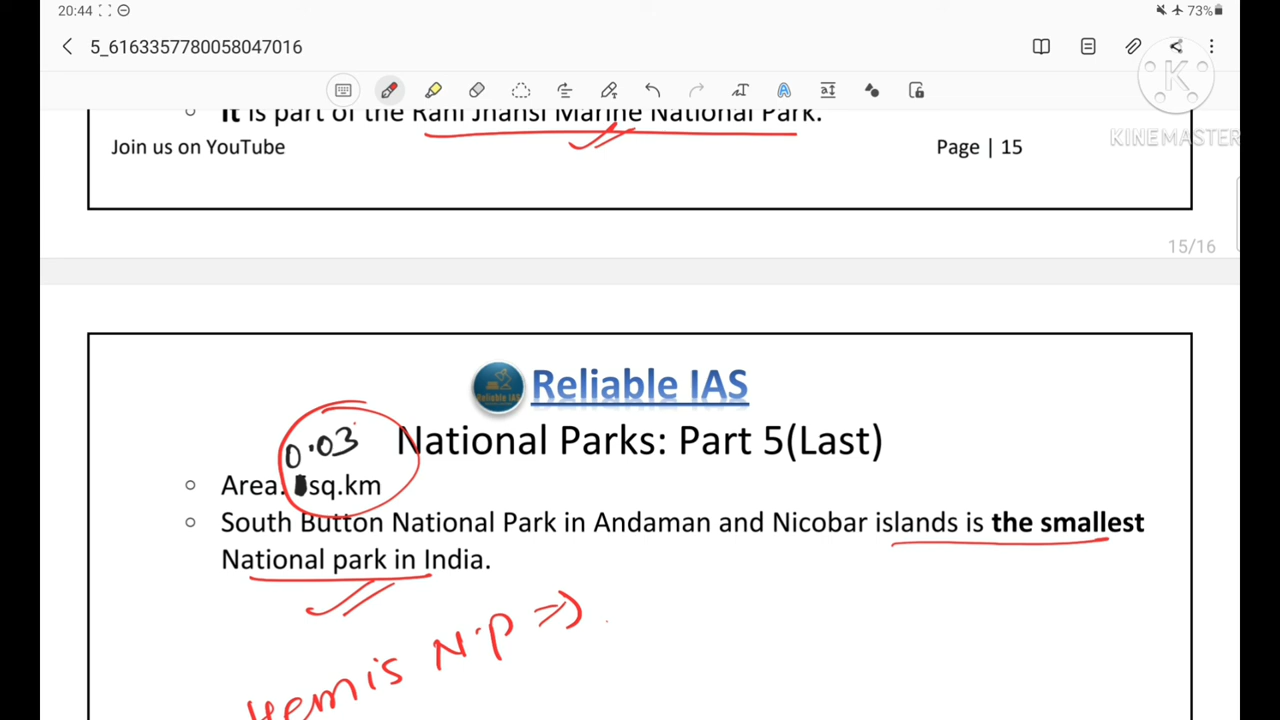 20:44 73%
5_6163357780058047016
K
KINEMASTER
It is part of the Rani Jhansi Marine National Park.
Join us on YouTube Page | 15
15/16
Reliable IAS Reliable IAS
0.03 National Parks: Part 5(Last)
Area. sq.km
South Button National Park in Andaman and Nicobar islands is the smallest
National park in India.
Hemis N.P ⇒